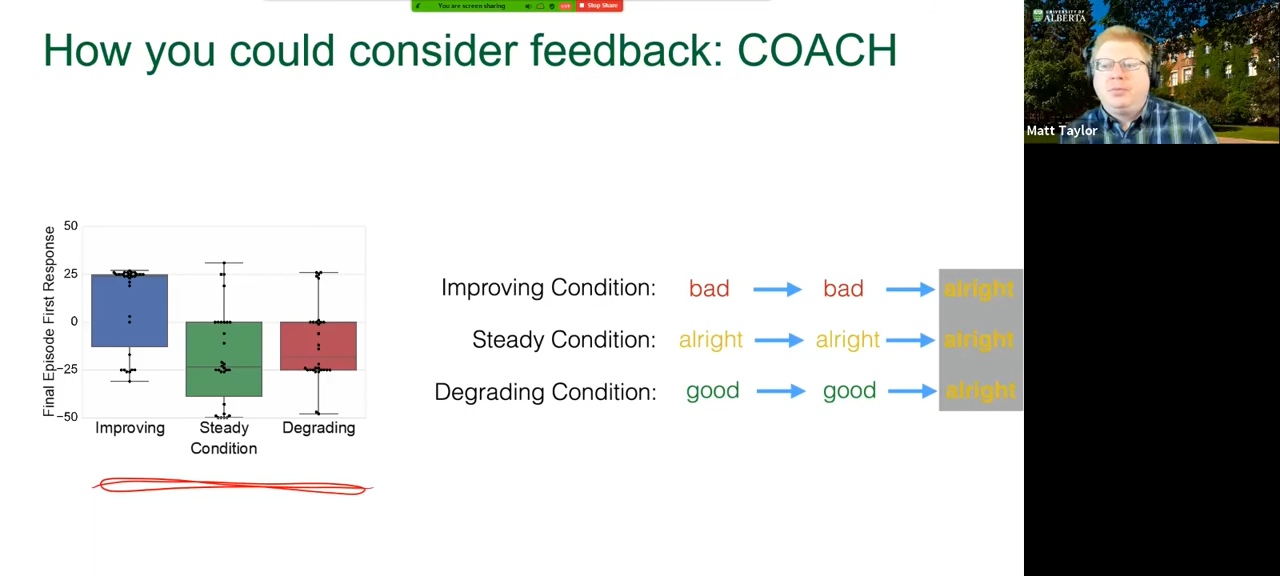 You are screen sharing
Stop Share
How you could consider feedback: COACH
UNIVERSITY OF
ALBERTA
Matt Taylor
Final Episode First Response
50
25
0
−25
−50
Improving
Steady
Degrading
Condition
Improving Condition: bad bad alright
Steady Condition: alright alright alright
Degrading Condition: good good alright